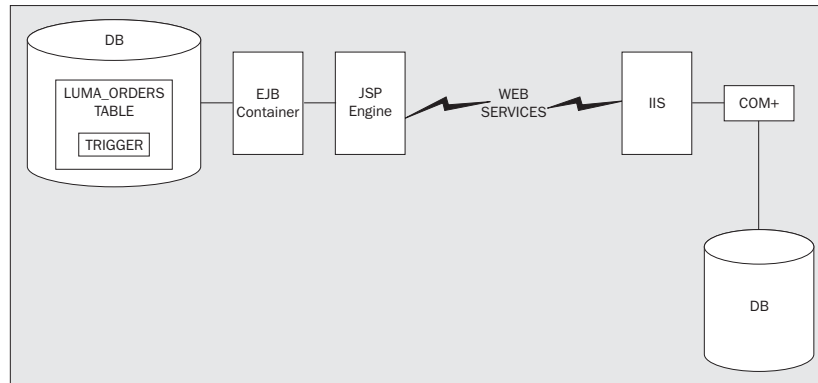 DB
LUMA_ORDERS
TABLE
TRIGGER
EJB
Container
JSP
Engine
WEB
SERVICES
IIS
COM+
DB